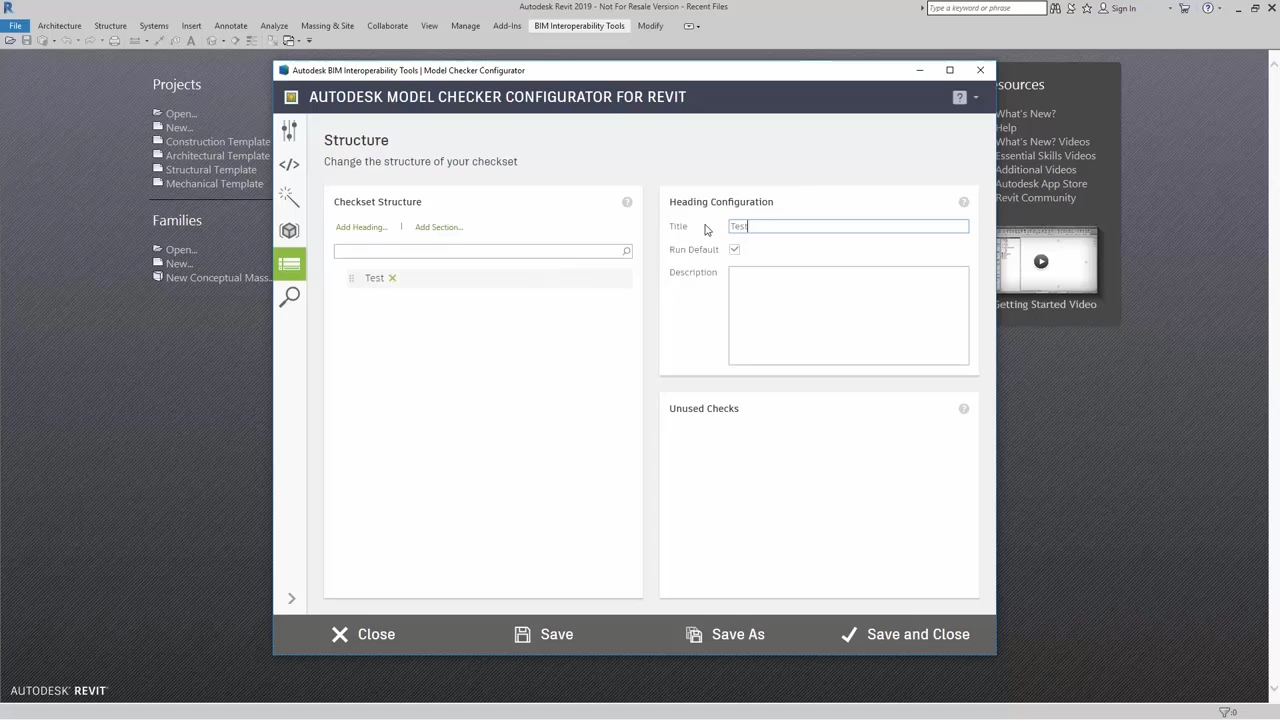 Autodesk Revit 2019 - Not For Resale Version - Recent Files
Type a keyword or phrase
Sign In
File Architecture Structure Systems Insert Annotate Analyze Massing & Site Collaborate View Manage Add-Ins BIM Interoperability Tools Modify
Projects
Open...
New...
Construction Template
Architectural Template
Structural Template
Mechanical Template
Families
Open...
New...
New Conceptual Mass...
Autodesk BIM Interoperability Tools | Model Checker Configurator
AUTODESK MODEL CHECKER CONFIGURATOR FOR REVIT
?
Structure
Change the structure of your checkset
Checkset Structure
?
Add Heading... | Add Section...
Test
Heading Configuration
?
Title Test
Run Default
Description
Unused Checks
?
Close
Save
Save As
Save and Close
sources
What's New?
Help
What's New? Videos
Essential Skills Videos
Additional Videos
Autodesk App Store
Revit Community
Getting Started Video
AUTODESK® REVIT®
:0